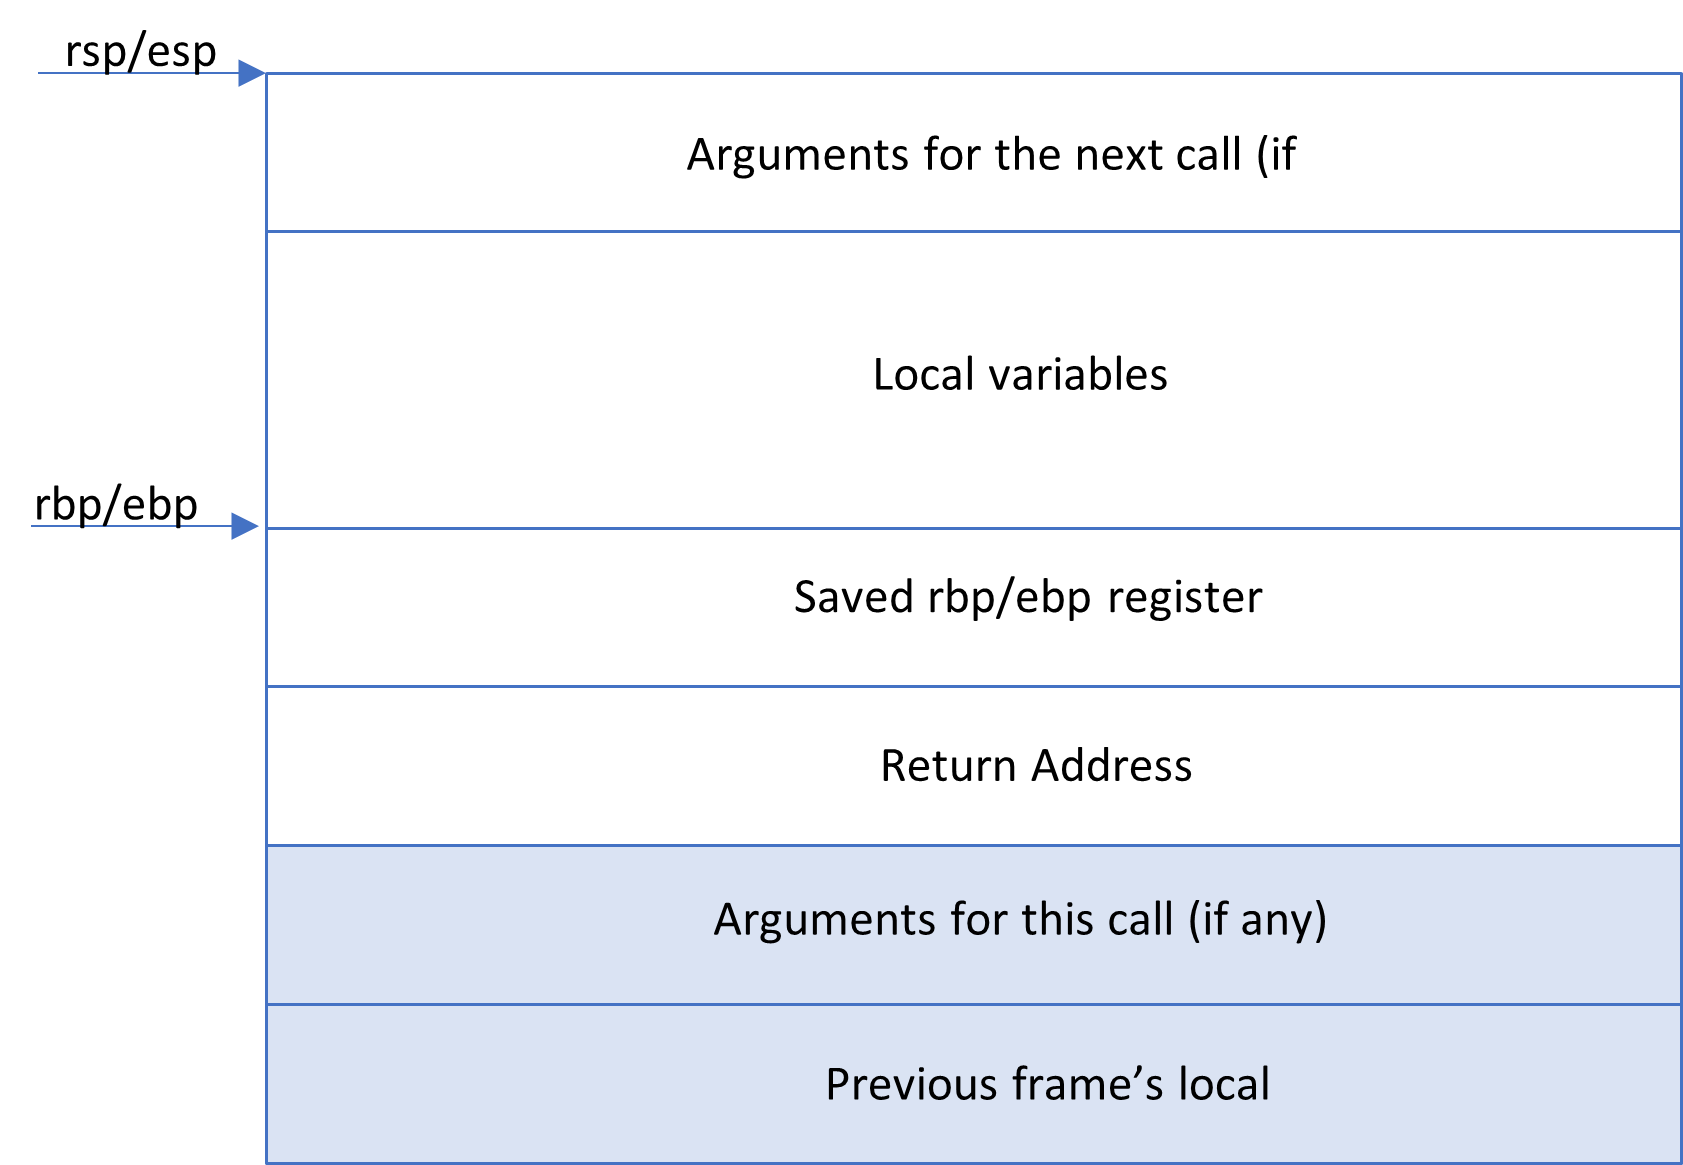 rsp/esp
Arguments for the next call (if
Local variables
rbp/ebp
Saved rbp/ebp register
Return Address
Arguments for this call (if any)
Previous frame’s local